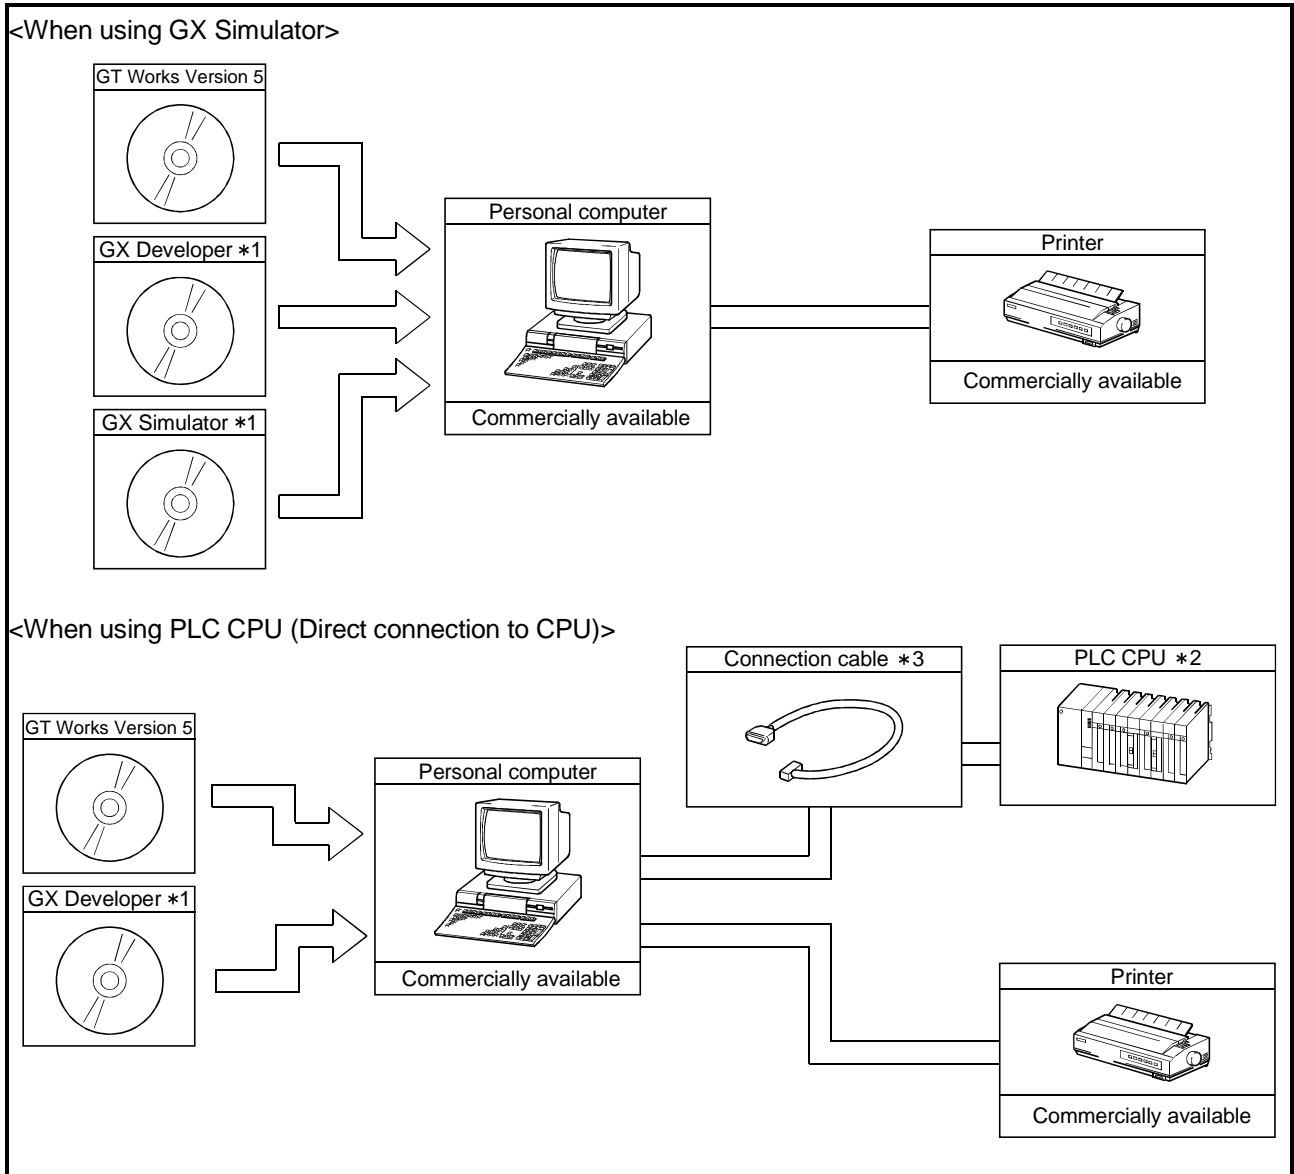 <When using GX Simulator>
GT Works Version 5
GX Developer *1
GX Simulator *1
Personal computer
Commercially available
Printer
Commercially available
<When using PLC CPU (Direct connection to CPU)>
Connection cable *3
PLC CPU *2
GT Works Version 5
GX Developer *1
Personal computer
Commercially available
Printer
Commercially available